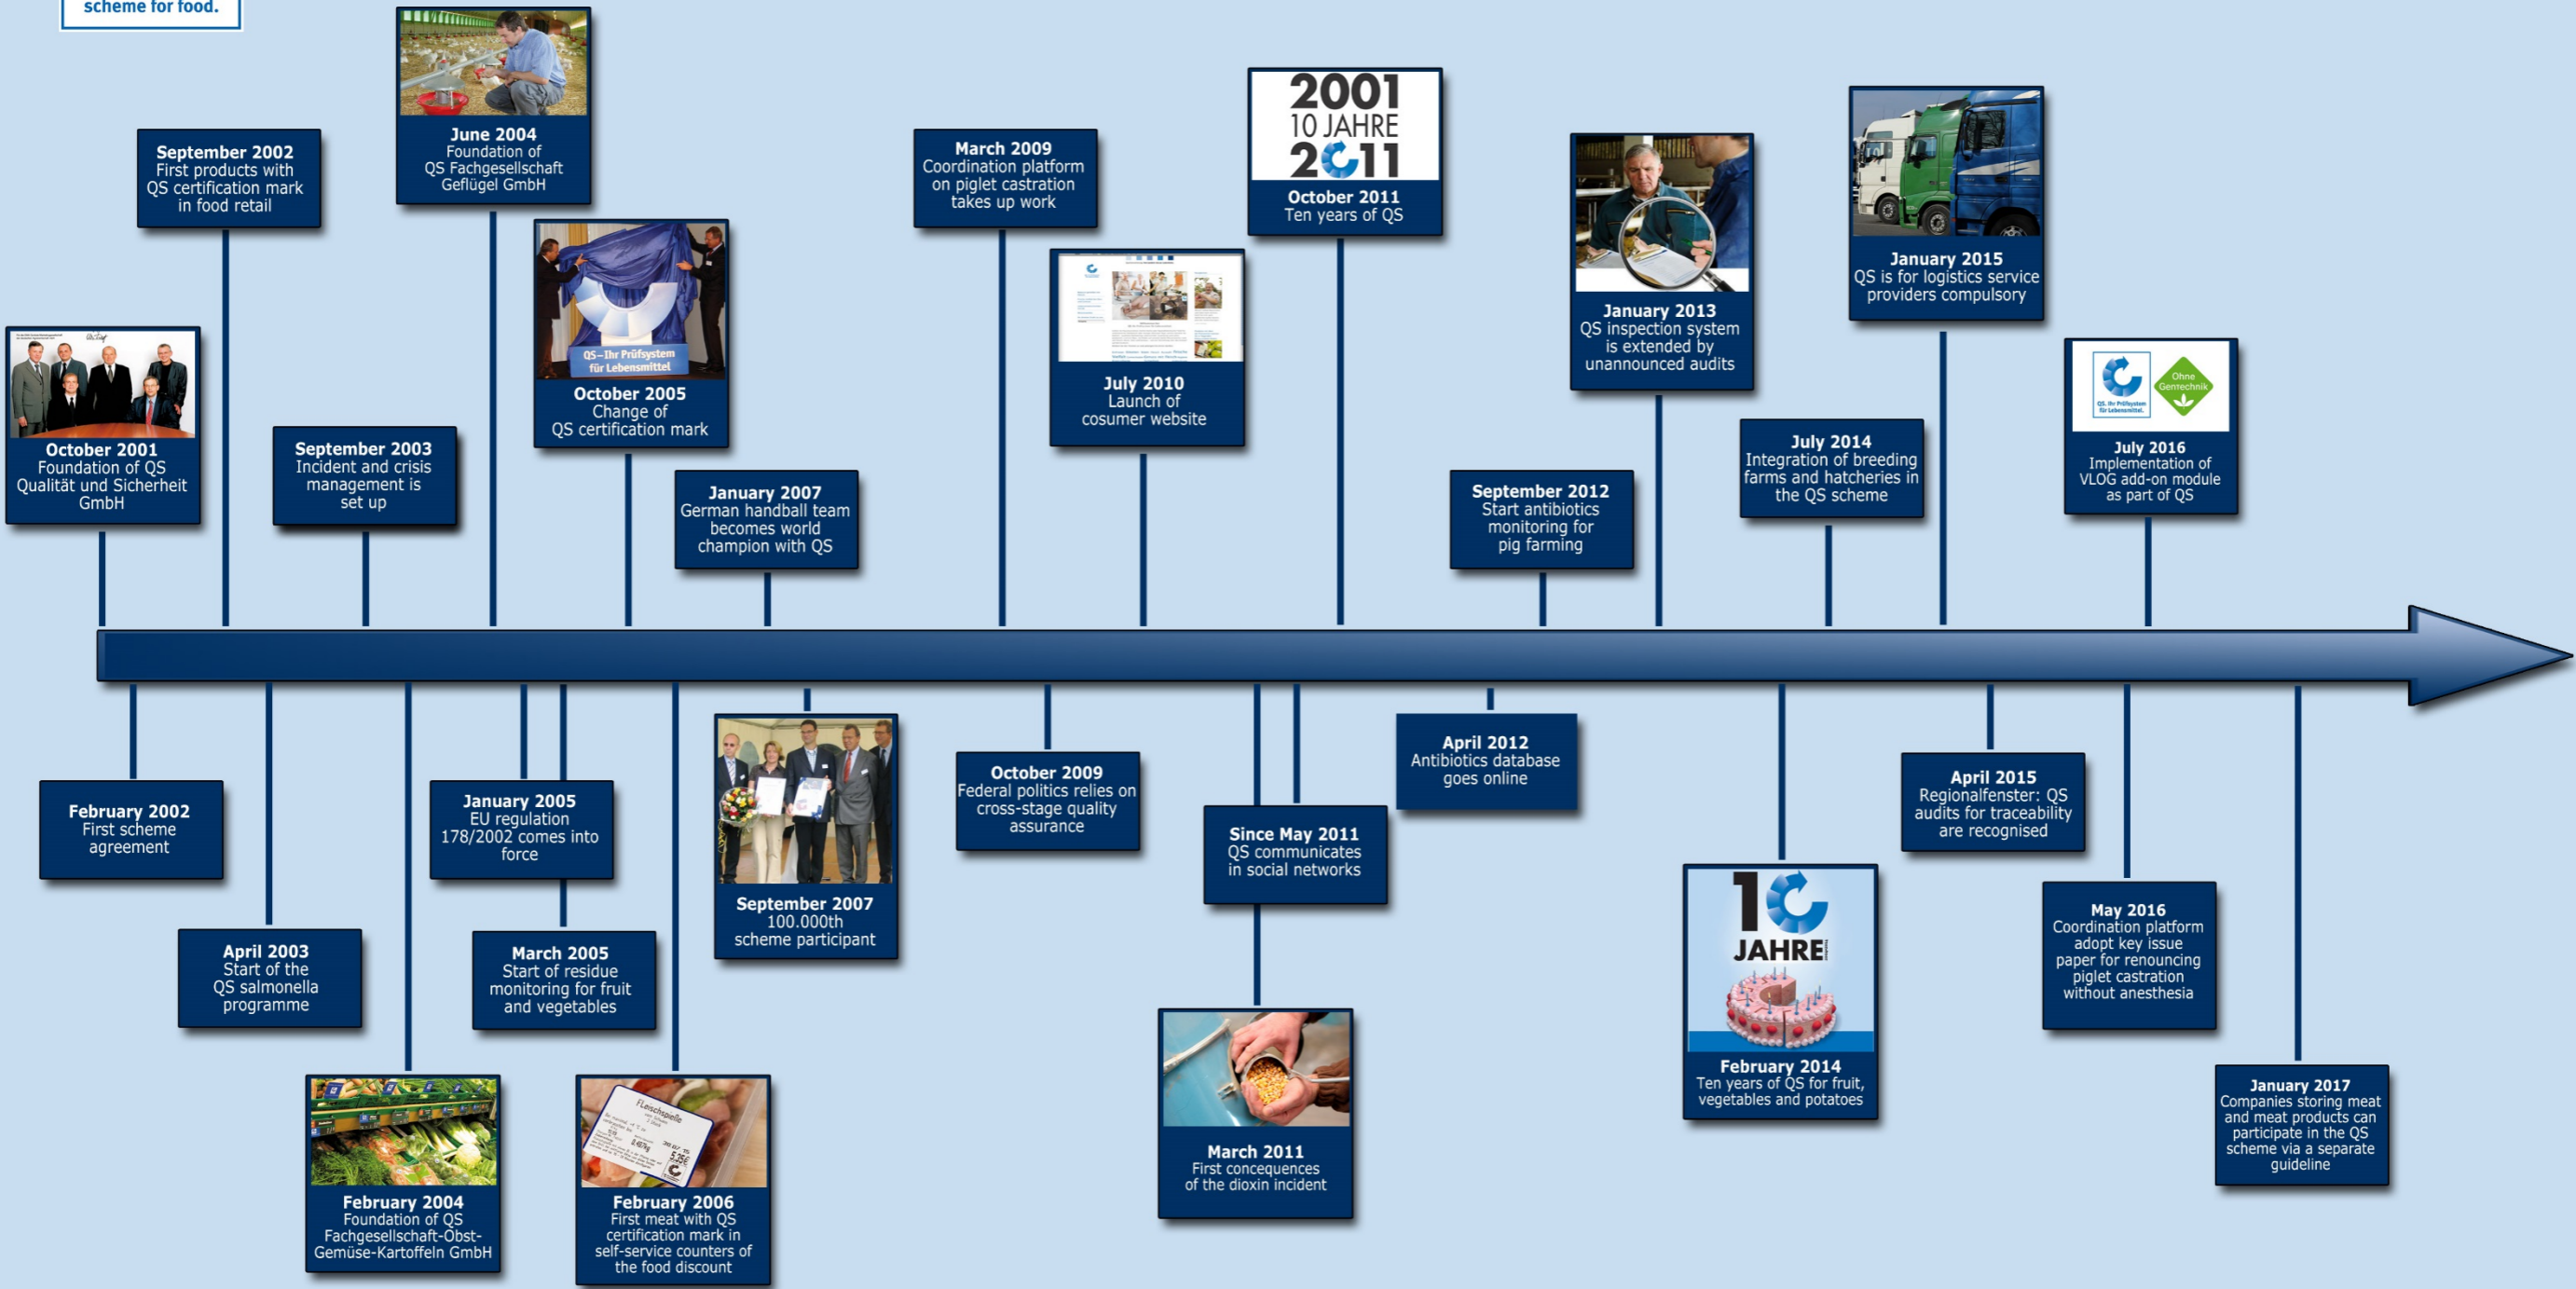 scheme for food.
June 2004
Foundation of
QS Fachgesellschaft
Geflügel GmbH
September 2002
First products with
QS certification mark
in food retail
October 2001
Foundation of QS
Qualität und Sicherheit
GmbH
September 2003
Incident and crisis
management is
set up
QS–Ihr Prüfsystem
für Lebensmittel
October 2005
Change of
QS certification mark
January 2007
German handball team
becomes world
champion with QS
March 2009
Coordination platform
on piglet castration
takes up work
July 2010
Launch of
cosumer website
2001
10 JAHRE
2011
October 2011
Ten years of QS
September 2012
Start antibiotics
monitoring for
pig farming
January 2013
QS inspection system
is extended by
unannounced audits
July 2014
Integration of breeding
farms and hatcheries in
the QS scheme
January 2015
QS is for logistics service
providers compulsory
QS. Ihr Prüfsystem
für Lebensmittel.
Ohne
Gentechnik
July 2016
Implementation of
VLOG add-on module
as part of QS
February 2002
First scheme
agreement
April 2003
Start of the
QS salmonella
programme
February 2004
Foundation of QS
Fachgesellschaft-Obst-
Gemüse-Kartoffeln GmbH
January 2005
EU regulation
178/2002 comes into
force
March 2005
Start of residue
monitoring for fruit
and vegetables
Fleischspieße
5,25€
February 2006
First meat with QS
certification mark in
self-service counters of
the food discount
September 2007
100.000th
scheme participant
October 2009
Federal politics relies on
cross-stage quality
assurance
Since May 2011
QS communicates
in social networks
March 2011
First concequences
of the dioxin incident
April 2012
Antibiotics database
goes online
10
JAHRE
February 2014
Ten years of QS for fruit,
vegetables and potatoes
April 2015
Regionalfenster: QS
audits for traceability
are recognised
May 2016
Coordination platform
adopt key issue
paper for renouncing
piglet castration
without anesthesia
January 2017
Companies storing meat
and meat products can
participate in the QS
scheme via a separate
guideline